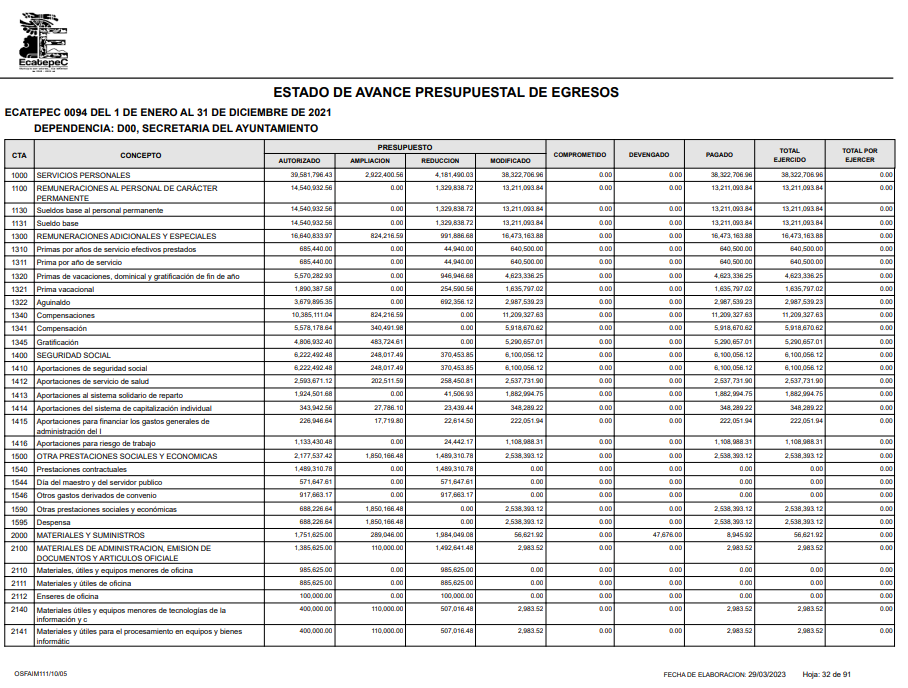 EcatepeC
ESTADO DE AVANCE PRESUPUESTAL DE EGRESOS
ECATEPEC 0094 DEL 1 DE ENERO AL 31 DE DICIEMBRE DE 2021
DEPENDENCIA: D00, SECRETARIA DEL AYUNTAMIENTO
CTA CONCEPTO PRESUPUESTO COMPROMETIDO DEVENGADO PAGADO TOTAL EJERCIDO TOTAL POR EJERCER
AUTORIZADO AMPLIACION REDUCCION MODIFICADO
1000 SERVICIOS PERSONALES 39,581,796.43 2,922,400.56 4,181,490.03 38,322,706.96 0.00 0.00 38,322,706.96 38,322,706.96 0.00
1100 REMUNERACIONES AL PERSONAL DE CARÁCTER 14,540,932.56 0.00 1,329,838.72 13,211,093.84 0.00 0.00 13,211,093.84 13,211,093.84 0.00
PERMANENTE
1130 Sueldos base al personal permanente 14,540,932.56 0.00 1,329,838.72 13,211,093.84 0.00 0.00 13,211,093.84 13,211,093.84 0.00
1131 Sueldo base 14,540,932.56 0.00 1,329,838.72 13,211,093.84 0.00 0.00 13,211,093.84 13,211,093.84 0.00
1300 REMUNERACIONES ADICIONALES Y ESPECIALES 16,640,833.97 824,216.59 991,886.68 16,473,163.88 0.00 0.00 16,473,163.88 16,473,163.88 0.00
1310 Primas por años de servicio efectivos prestados 685,440.00 0.00 44,940.00 640,500.00 0.00 0.00 640,500.00 640,500.00 0.00
1311 Prima por año de servicio 685,440.00 0.00 44,940.00 640,500.00 0.00 0.00 640,500.00 640,500.00 0.00
1320 Primas de vacaciones, dominical y gratificación de fin de año 5,570,282.93 0.00 946,946.68 4,623,336.25 0.00 0.00 4,623,336.25 4,623,336.25 0.00
1321 Prima vacacional 1,890,387.58 0.00 254,590.56 1,635,797.02 0.00 0.00 1,635,797.02 1,635,797.02 0.00
1322 Aguinaldo 3,679,895.35 0.00 692,356.12 2,987,539.23 0.00 0.00 2,987,539.23 2,987,539.23 0.00
1340 Compensaciones 10,385,111.04 824,216.59 0.00 11,209,327.63 0.00 0.00 11,209,327.63 11,209,327.63 0.00
1341 Compensación 5,578,178.64 340,491.98 0.00 5,918,670.62 0.00 0.00 5,918,670.62 5,918,670.62 0.00
1345 Gratificación 4,806,932.40 483,724.61 0.00 5,290,657.01 0.00 0.00 5,290,657.01 5,290,657.01 0.00
1400 SEGURIDAD SOCIAL 6,222,492.48 248,017.49 370,453.85 6,100,056.12 0.00 0.00 6,100,056.12 6,100,056.12 0.00
1410 Aportaciones de seguridad social 6,222,492.48 248,017.49 370,453.85 6,100,056.12 0.00 0.00 6,100,056.12 6,100,056.12 0.00
1412 Aportaciones de servicio de salud 2,593,671.12 202,511.59 258,450.81 2,537,731.90 0.00 0.00 2,537,731.90 2,537,731.90 0.00
1413 Aportaciones al sistema solidario de reparto 1,924,501.68 0.00 41,506.93 1,882,994.75 0.00 0.00 1,882,994.75 1,882,994.75 0.00
1414 Aportaciones del sistema de capitalización individual 343,942.56 27,786.10 23,439.44 348,289.22 0.00 0.00 348,289.22 348,289.22 0.00
1415 Aportaciones para financiar los gastos generales de 226,946.64 17,719.80 22,614.50 222,051.94 0.00 0.00 222,051.94 222,051.94 0.00
administración del I
1416 Aportaciones para riesgo de trabajo 1,133,430.48 0.00 24,442.17 1,108,988.31 0.00 0.00 1,108,988.31 1,108,988.31 0.00
1500 OTRA PRESTACIONES SOCIALES Y ECONOMICAS 2,177,537.42 1,850,166.48 1,489,310.78 2,538,393.12 0.00 0.00 2,538,393.12 2,538,393.12 0.00
1540 Prestaciones contractuales 1,489,310.78 0.00 1,489,310.78 0.00 0.00 0.00 0.00 0.00 0.00
1544 Día del maestro y del servidor publico 571,647.61 0.00 571,647.61 0.00 0.00 0.00 0.00 0.00 0.00
1546 Otros gastos derivados de convenio 917,663.17 0.00 917,663.17 0.00 0.00 0.00 0.00 0.00 0.00
1590 Otras prestaciones sociales y económicas 688,226.64 1,850,166.48 0.00 2,538,393.12 0.00 0.00 2,538,393.12 2,538,393.12 0.00
1595 Despensa 688,226.64 1,850,166.48 0.00 2,538,393.12 0.00 0.00 2,538,393.12 2,538,393.12 0.00
2000 MATERIALES Y SUMINISTROS 1,751,625.00 289,046.00 1,984,049.08 56,621.92 0.00 47,676.00 8,945.92 56,621.92 0.00
2100 MATERIALES DE ADMINISTRACION, EMISION DE 1,385,625.00 110,000.00 1,492,641.48 2,983.52 0.00 0.00 2,983.52 2,983.52 0.00
DOCUMENTOS Y ARTICULOS OFICIALE
2110 Materiales, útiles y equipos menores de oficina 985,625.00 0.00 985,625.00 0.00 0.00 0.00 0.00 0.00 0.00
2111 Materiales y útiles de oficina 885,625.00 0.00 885,625.00 0.00 0.00 0.00 0.00 0.00 0.00
2112 Enseres de oficina 100,000.00 0.00 100,000.00 0.00 0.00 0.00 0.00 0.00 0.00
2140 Materiales útiles y equipos menores de tecnologías de la 400,000.00 110,000.00 507,016.48 2,983.52 0.00 0.00 2,983.52 2,983.52 0.00
información y c
2141 Materiales y útiles para el procesamiento en equipos y bienes 400,000.00 110,000.00 507,016.48 2,983.52 0.00 0.00 2,983.52 2,983.52 0.00
informátic
OSFAIM111/10/05 FECHA DE ELABORACION: 29/03/2023 Hoja: 32 de 91